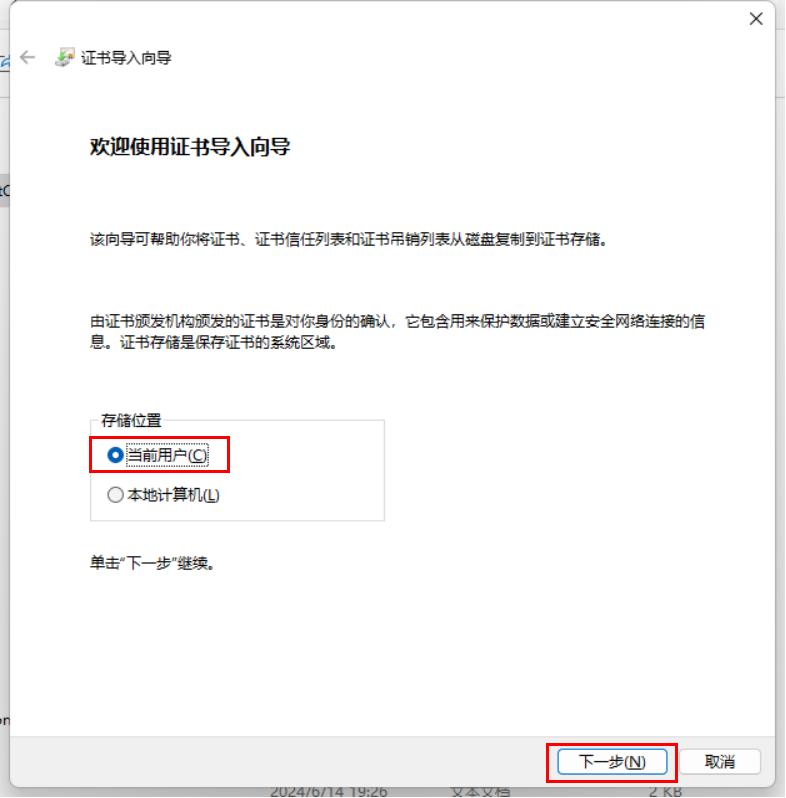 证书导入向导
欢迎使用证书导入向导
该向导可帮助你将证书、证书信任列表和证书吊销列表从磁盘复制到证书存储。
由证书颁发机构颁发的证书是对你身份的确认，它包含用来保护数据或建立安全网络连接的信
息。证书存储是保存证书的系统区域。
存储位置
当前用户(C)
本地计算机(L)
单击“下一步”继续。
下一步(N) 取消
2024/6/14 19:26 文本文档 2 KB